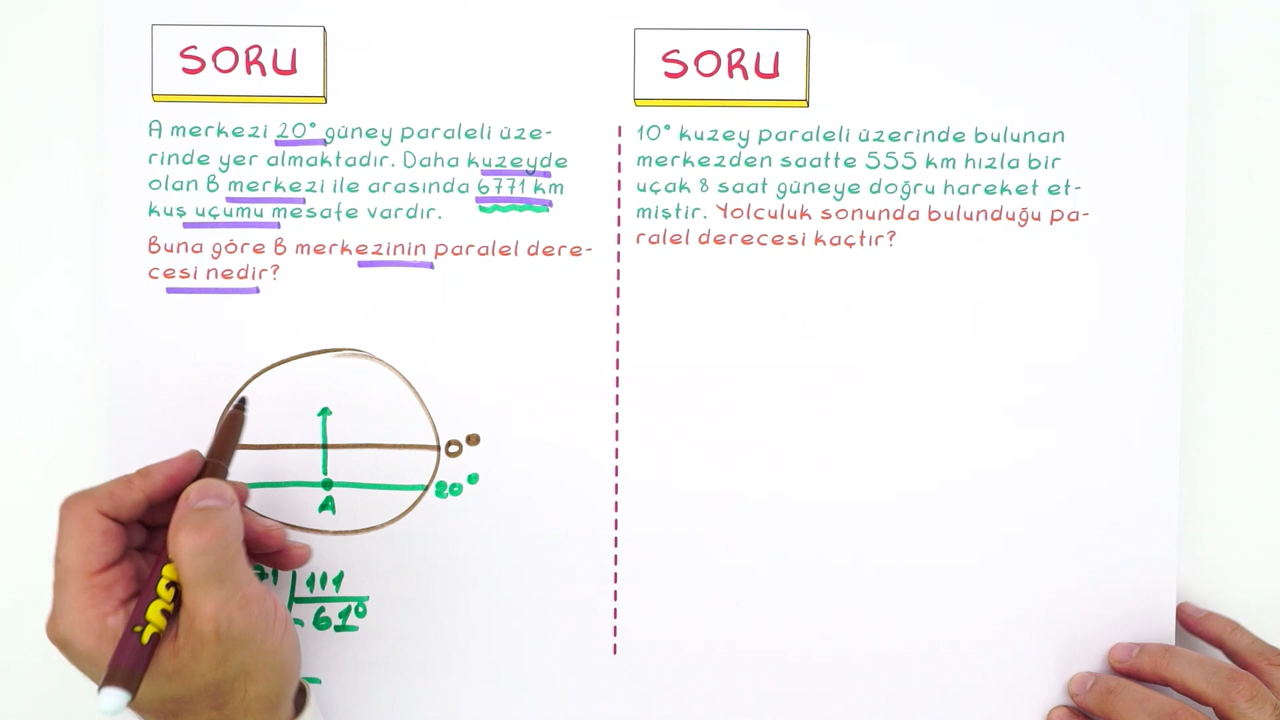 SORU
A merkezi 20° güney paraleli üze-
rinde yer almaktadır. Daha kuzeyde
olan B merkezi ile arasında 6771 km
kuş uçumu mesafe vardır.
Buna göre B merkezinin paralel dere-
cesi nedir?
0°
20°
A
71 111
61°
SORU
10° kuzey paraleli üzerinde bulunan
merkezden saatte 555 km hızla bir
uçak 8 saat güneye doğru hareket et-
miştir. Yolculuk sonunda bulunduğu pa-
ralel derecesi kaçtır?